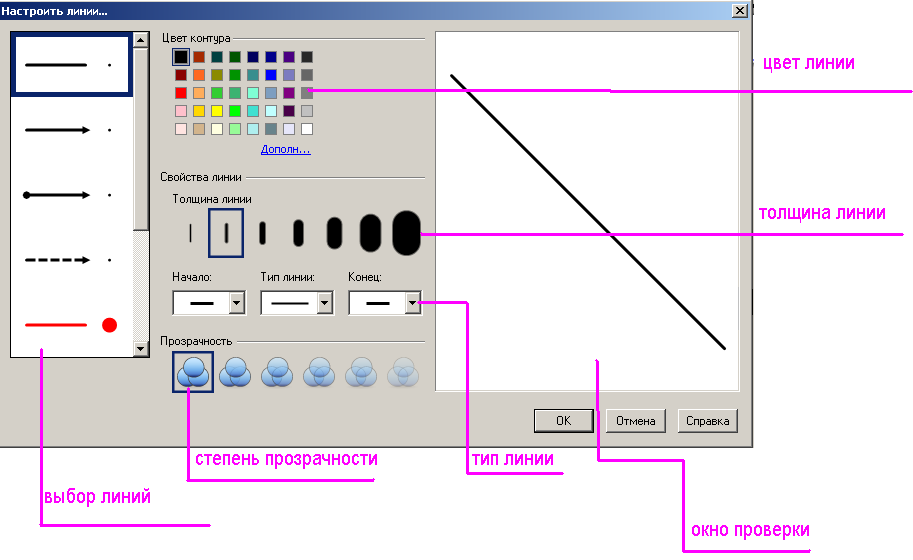 Настроить линии...
Цвет контура
цвет линии
Дополн...
Свойства линии
Толщина линии
толщина линии
Начало:
Тип линии:
Конец:
Прозрачность
OK
Отмена
Справка
степень прозрачности
тип линии
выбор линий
окно проверки